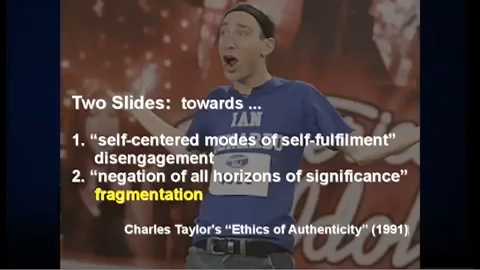 Two Slides: towards ...
1. “self-centered modes of self-fulfilment”
disengagement
2. “negation of all horizons of significance”
fragmentation
Charles Taylor's “Ethics of Authenticity” (1991)
IAN
Idol